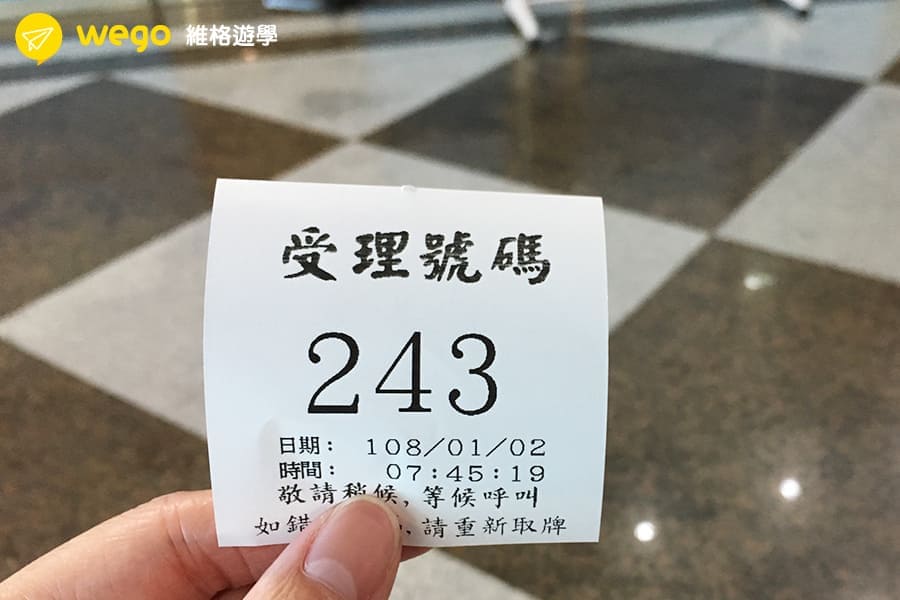 wego 維格遊學
受理號碼
243
日期： 108/01/02
時間： 07:45:19
敬請稍候，等候呼叫
如錯，請重新取牌